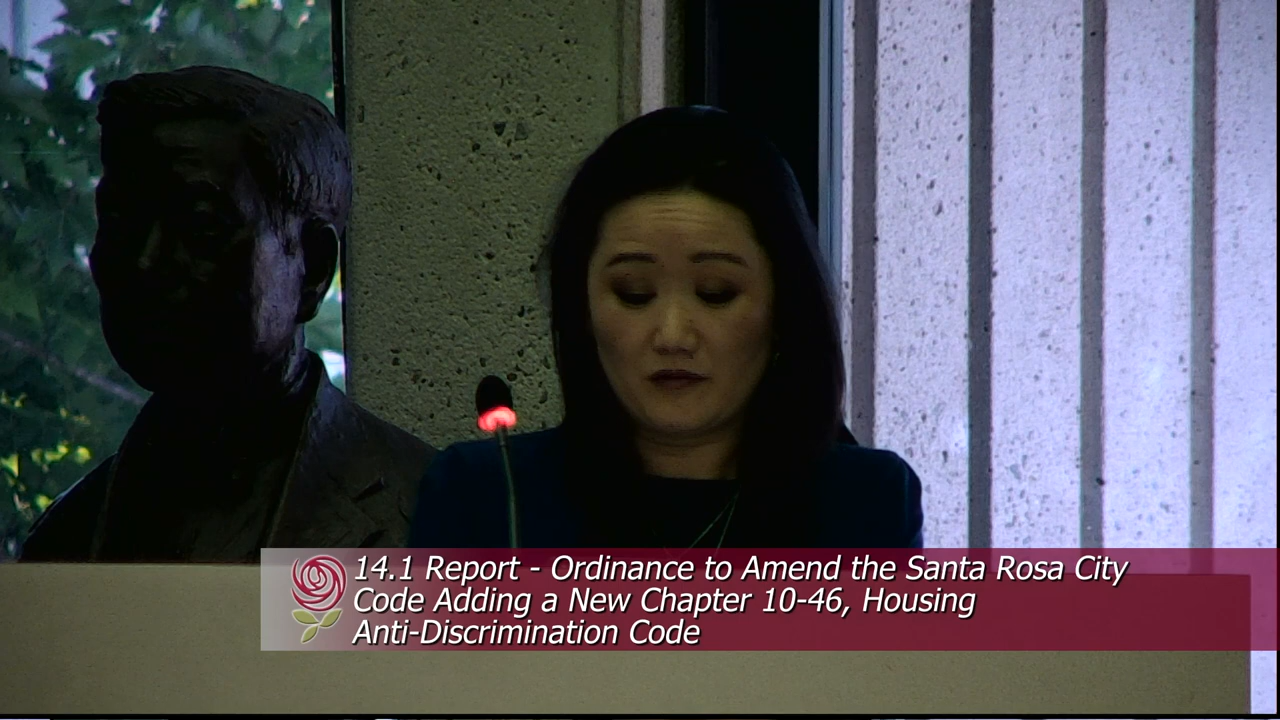 14.1 Report - Ordinance to Amend the Santa Rosa City
Code Adding a New Chapter 10-46, Housing
Anti-Discrimination Code